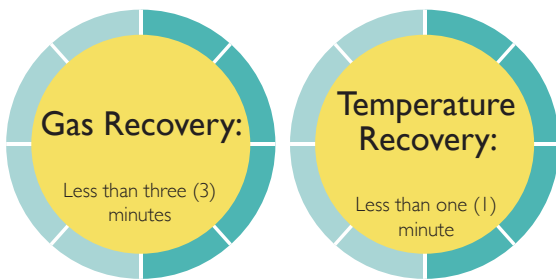 Gas Recovery:
Less than three (3)
minutes
Temperature
Recovery:
Less than one (1)
minute